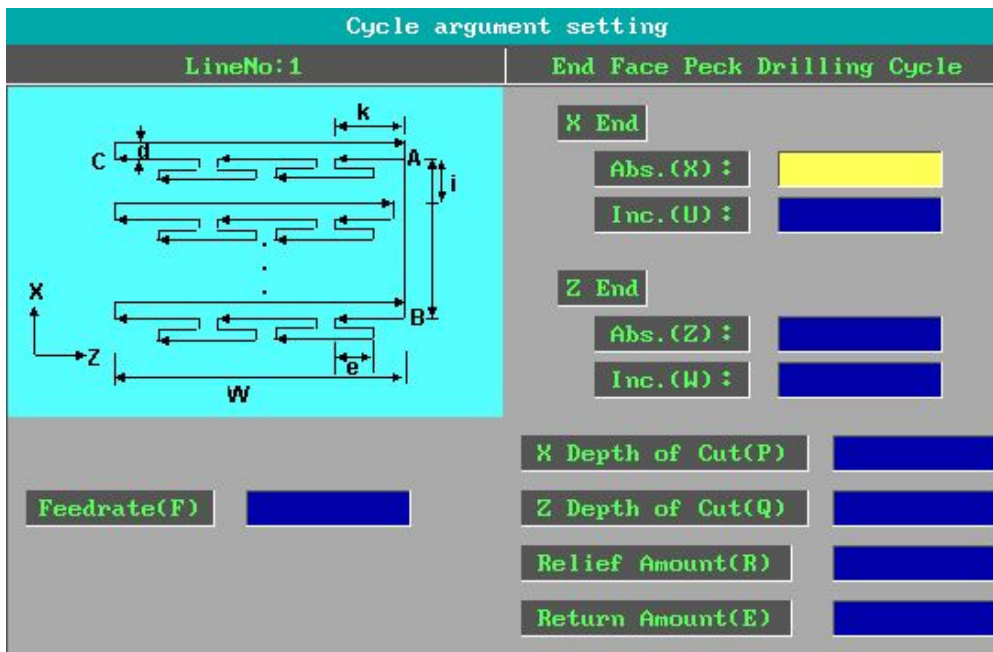 Cycle argument setting
LineNo:1
End Face Peck Drilling Cycle
k
C
d
A
i
X
Z
B
e
W
X End
Abs.(X):
Inc.(U):
Z End
Abs.(Z):
Inc.(W):
X Depth of Cut(P)
Feedrate(F)
Z Depth of Cut(Q)
Relief Amount(R)
Return Amount(E)